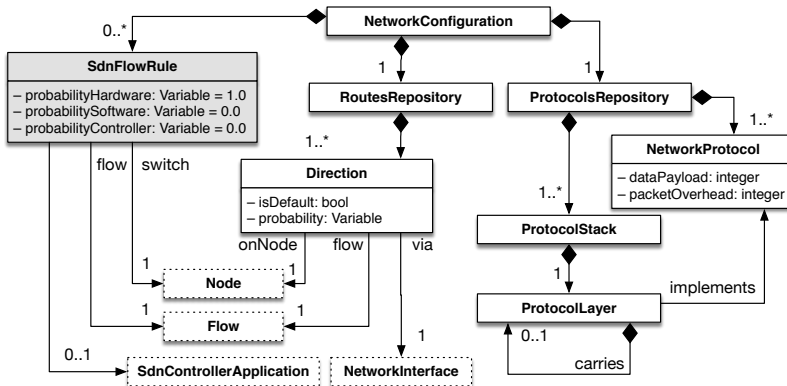 NetworkConfiguration
0..*
1
1
SdnFlowRule
– probabilityHardware: Variable = 1.0
– probabilitySoftware: Variable = 0.0
– probabilityController: Variable = 0.0
RoutesRepository
ProtocolsRepository
1..*
1..*
NetworkProtocol
– dataPayload: integer
– packetOverhead: integer
flow
switch
Direction
– isDefault: bool
– probability: Variable
1..*
ProtocolStack
onNode
flow
via
1
1
Node
1
1
1
Flow
implements
ProtocolLayer
0..1
carries
0..1
1
SdnControllerApplication
NetworkInterface